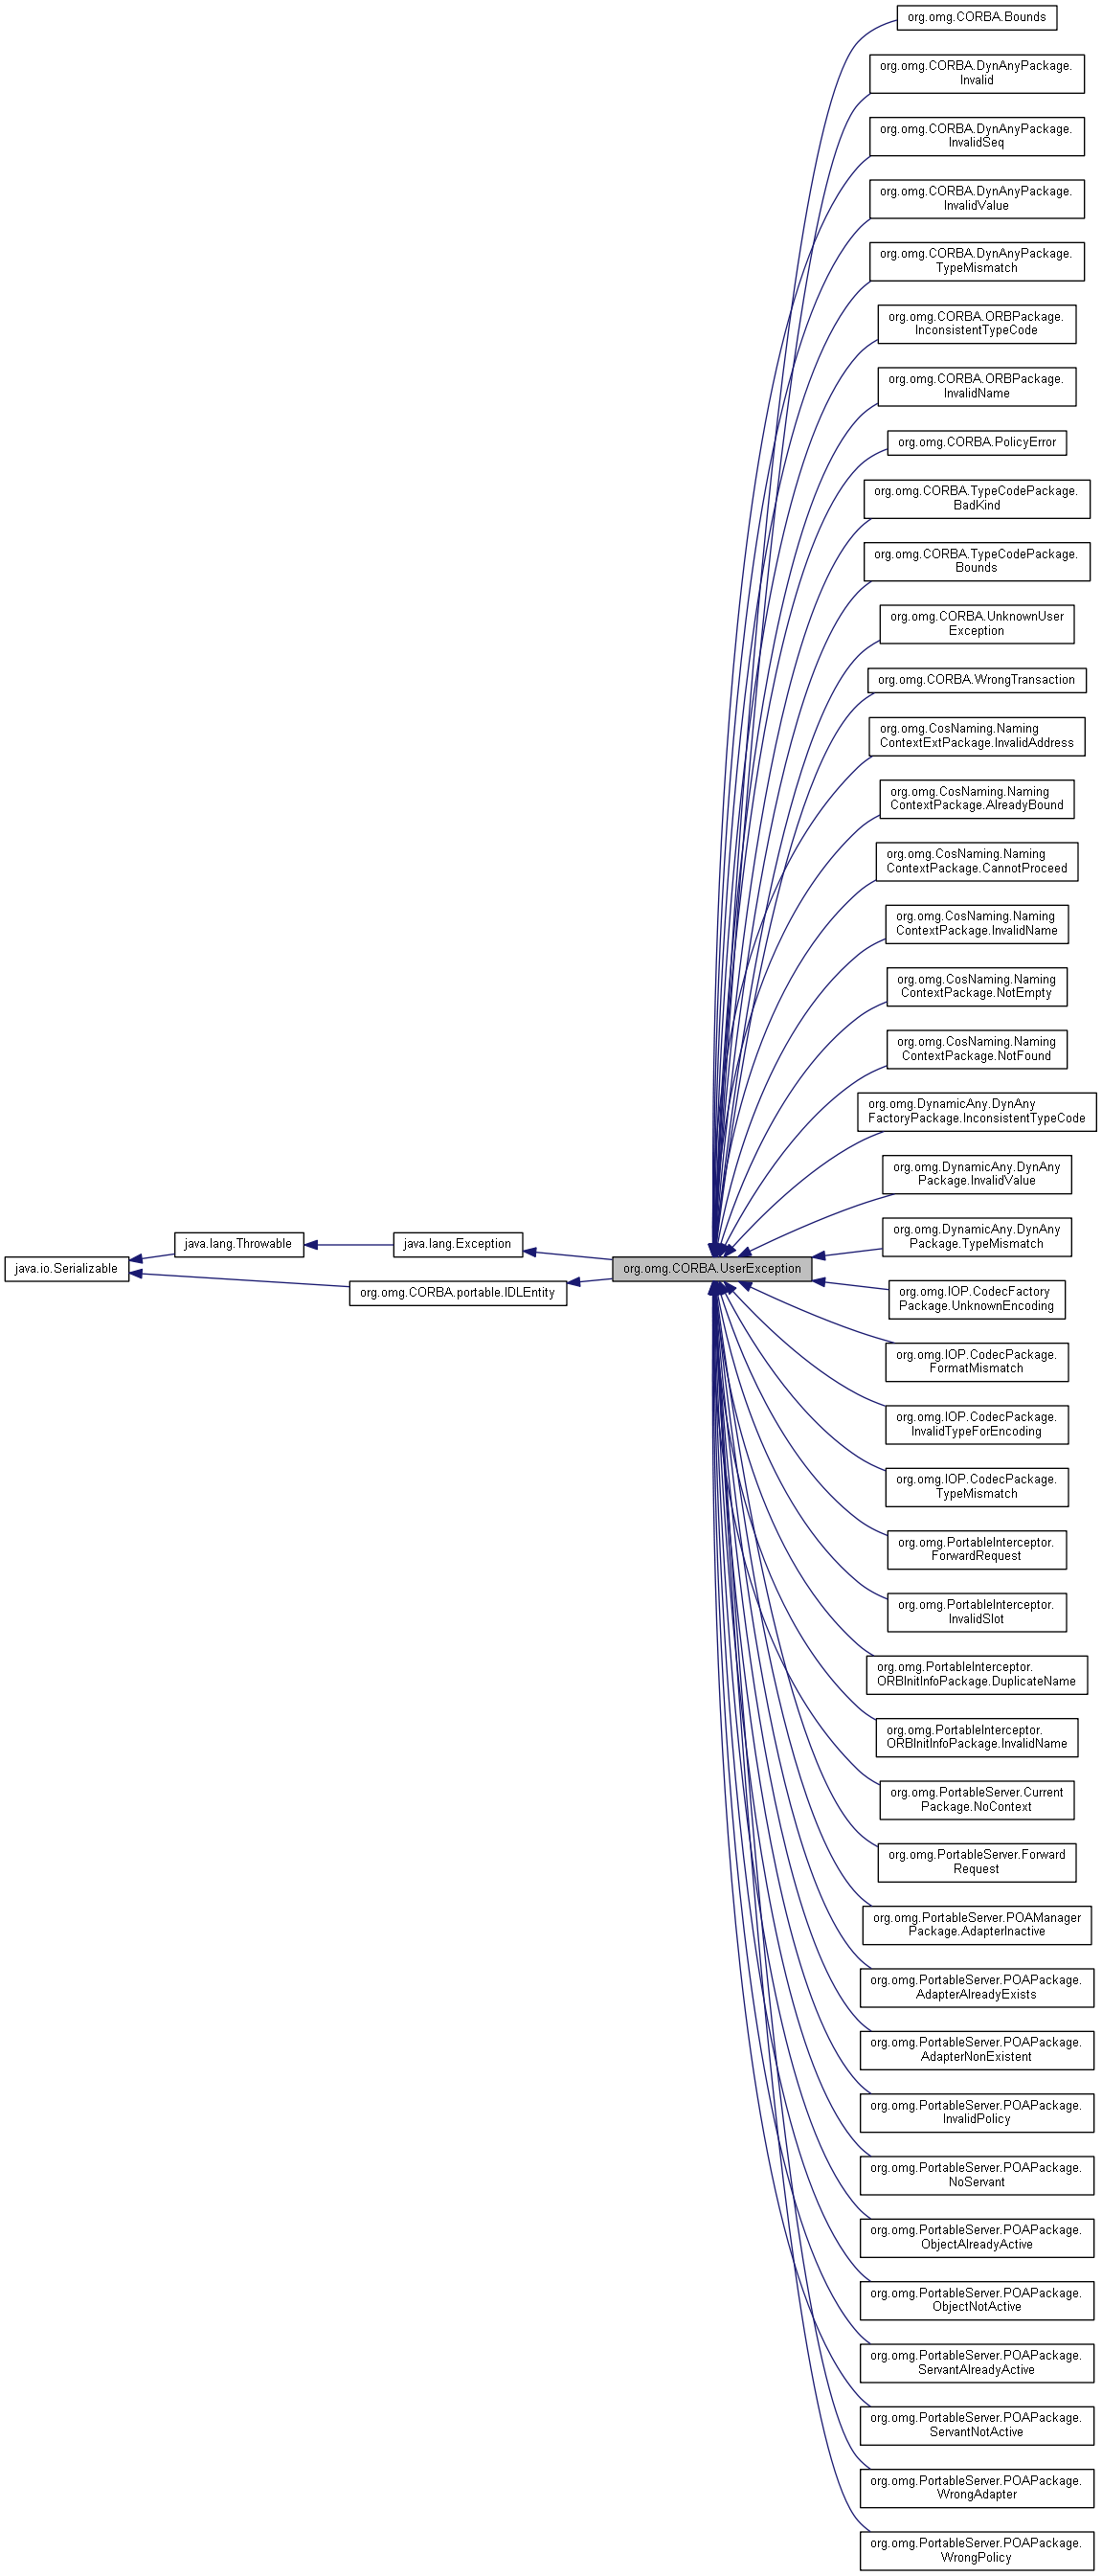 org.omg.CORBA.Bounds
org.omg.CORBA.DynAnyPackage.
Invalid
org.omg.CORBA.DynAnyPackage.
InvalidSeq
org.omg.CORBA.DynAnyPackage.
InvalidValue
org.omg.CORBA.DynAnyPackage.
TypeMismatch
org.omg.CORBA.ORBPackage.
InconsistentTypeCode
org.omg.CORBA.ORBPackage.
InvalidName
org.omg.CORBA.PolicyError
org.omg.CORBA.TypeCodePackage.
BadKind
org.omg.CORBA.TypeCodePackage.
Bounds
org.omg.CORBA.UnknownUser
Exception
org.omg.CORBA.WrongTransaction
org.omg.CosNaming.Naming
ContextExtPackage.InvalidAddress
org.omg.CosNaming.Naming
ContextPackage.AlreadyBound
org.omg.CosNaming.Naming
ContextPackage.CannotProceed
org.omg.CosNaming.Naming
ContextPackage.InvalidName
org.omg.CosNaming.Naming
ContextPackage.NotEmpty
org.omg.CosNaming.Naming
ContextPackage.NotFound
org.omg.DynamicAny.DynAny
FactoryPackage.InconsistentTypeCode
org.omg.DynamicAny.DynAny
Package.InvalidValue
org.omg.DynamicAny.DynAny
Package.TypeMismatch
java.lang.Throwable
java.lang.Exception
java.io.Serializable
org.omg.CORBA.UserException
org.omg.CORBA.portable.IDLEntity
org.omg.IOP.CodecFactory
Package.UnknownEncoding
org.omg.IOP.CodecPackage.
FormatMismatch
org.omg.IOP.CodecPackage.
InvalidTypeForEncoding
org.omg.IOP.CodecPackage.
TypeMismatch
org.omg.PortableInterceptor.
ForwardRequest
org.omg.PortableInterceptor.
InvalidSlot
org.omg.PortableInterceptor.
ORBInitInfoPackage.DuplicateName
org.omg.PortableInterceptor.
ORBInitInfoPackage.InvalidName
org.omg.PortableServer.Current
Package.NoContext
org.omg.PortableServer.Forward
Request
org.omg.PortableServer.POAManager
Package.AdapterInactive
org.omg.PortableServer.POAPackage.
AdapterAlreadyExists
org.omg.PortableServer.POAPackage.
AdapterNonExistent
org.omg.PortableServer.POAPackage.
InvalidPolicy
org.omg.PortableServer.POAPackage.
NoServant
org.omg.PortableServer.POAPackage.
ObjectAlreadyActive
org.omg.PortableServer.POAPackage.
ObjectNotActive
org.omg.PortableServer.POAPackage.
ServantAlreadyActive
org.omg.PortableServer.POAPackage.
ServantNotActive
org.omg.PortableServer.POAPackage.
WrongAdapter
org.omg.PortableServer.POAPackage.
WrongPolicy